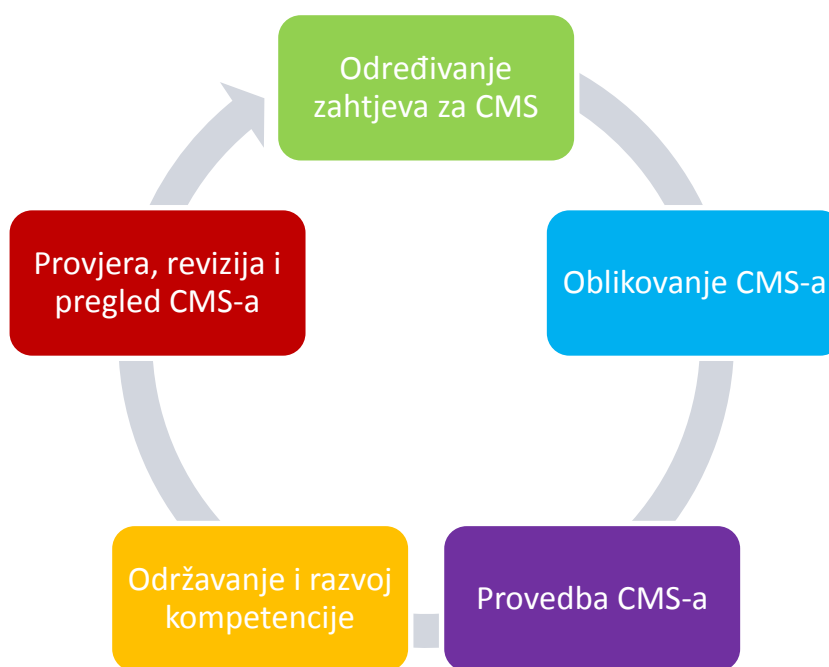 Određivanje
zahtjeva za CMS
Oblikovanje CMS-a
Provedba CMS-a
Održavanje i razvoj
kompetencije
Provjera, revizija i
pregled CMS-a